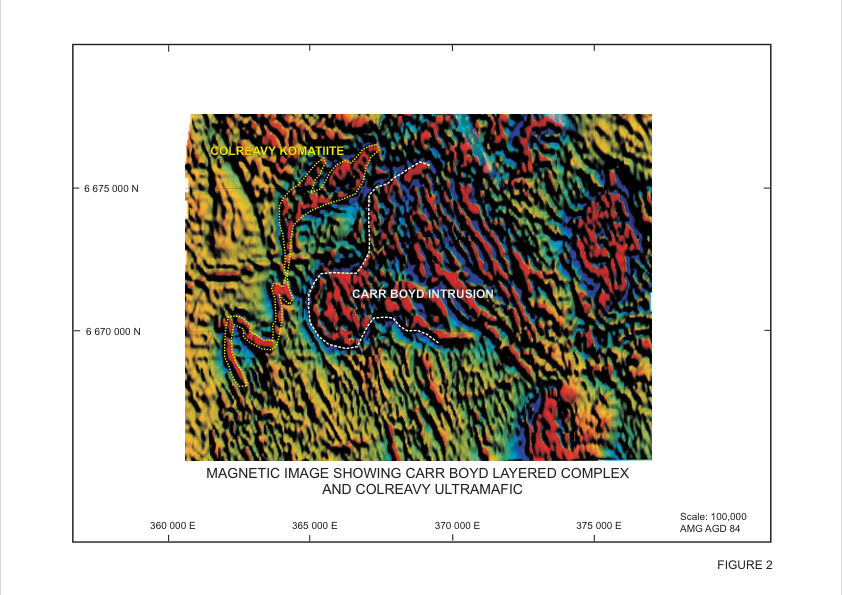 COLREAVY KOMATIITE
6 675 000 N
CARR BOYD INTRUSION
6 670 000 N
MAGNETIC IMAGE SHOWING CARR BOYD LAYERED COMPLEX
AND COLREAVY ULTRAMAFIC
360 000 E
365 000 E
370 000 E
375 000 E
Scale: 100,000
AMG AGD 84
FIGURE 2